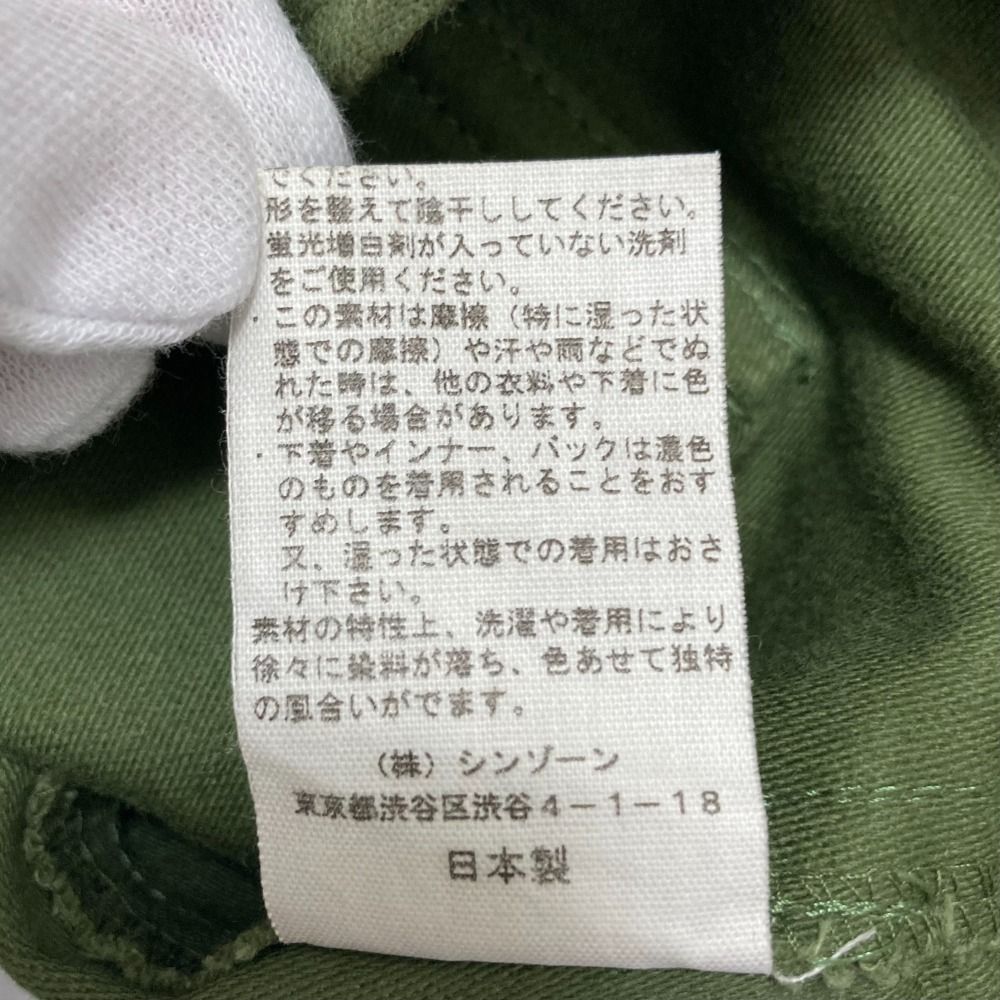 でください。
形を整えて陰干ししてください。
蛍光増白剤が入っていない洗剤
をご使用ください。
・この素材は摩擦（特に湿った状
態での摩擦）や汗や雨などでぬ
れた時は、他の衣料や下着に色
が移る場合があります。
・下着やインナー、バックは濃色
のものを着用されることをおす
すめします。
又、湿った状態での着用はおさ
け下さい。
素材の特性上、洗濯や着用により
徐々に染料が落ち、色あせて独特
の風合いがでます。
（株）シンゾーン
東京都渋谷区渋谷4－1－18
日本製